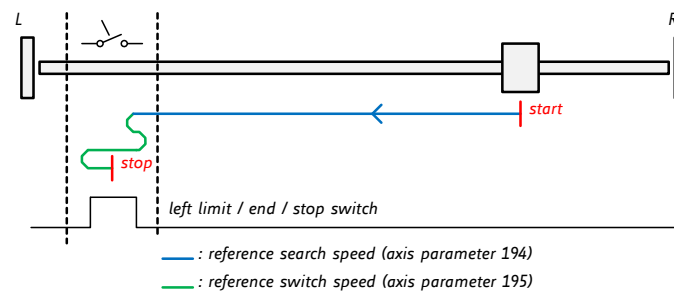 L
R
start
stop
left limit / end / stop switch
: reference search speed (axis parameter 194)
: reference switch speed (axis parameter 195)